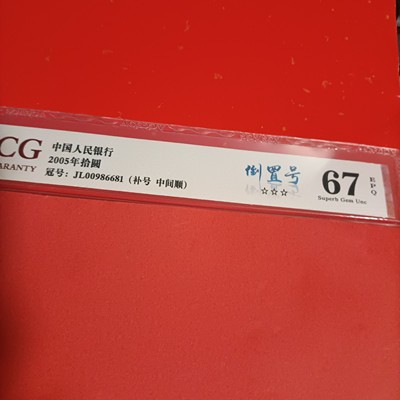 CG
ARANTY
中国人民银行
2005年拾圆
冠号：JL00986681（补号 中间顺）
倒置号
☆☆☆
67
EPQ
Superb Gem Unc